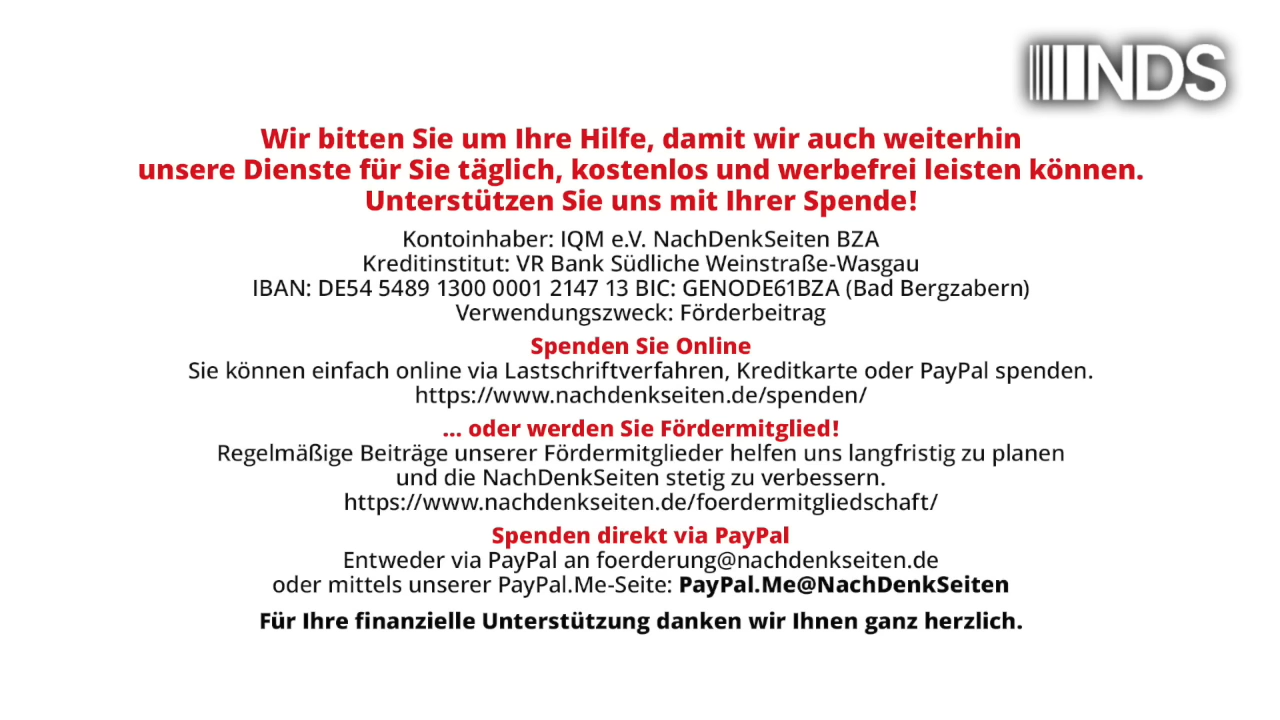 NDS
Wir bitten Sie um Ihre Hilfe, damit wir auch weiterhin
unsere Dienste für Sie täglich, kostenlos und werbefrei leisten können.
Unterstützen Sie uns mit Ihrer Spende!
Kontoinhaber: IQM e.V. NachDenkSeiten BZA
Kreditinstitut: VR Bank Südliche Weinstraße-Wasgau
IBAN: DE54 5489 1300 0001 2147 13 BIC: GENODE61BZA (Bad Bergzabern)
Verwendungszweck: Förderbeitrag
Spenden Sie Online
Sie können einfach online via Lastschriftverfahren, Kreditkarte oder PayPal spenden.
https://www.nachdenkseiten.de/spenden/
... oder werden Sie Fördermitglied!
Regelmäßige Beiträge unserer Fördermitglieder helfen uns langfristig zu planen
und die NachDenkSeiten stetig zu verbessern.
https://www.nachdenkseiten.de/foerdermitgliedschaft/
Spenden direkt via PayPal
Entweder via PayPal an foerderung@nachdenkseiten.de
oder mittels unserer PayPal.Me-Seite: PayPal.Me@NachDenkSeiten
Für Ihre finanzielle Unterstützung danken wir Ihnen ganz herzlich.